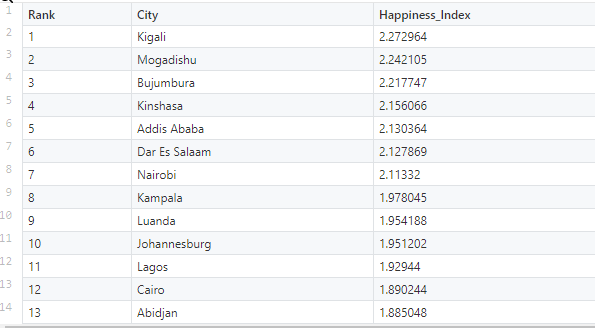 1 Rank City Happiness_Index
2 1 Kigali 2.272964
3 2 Mogadishu 2.242105
4 3 Bujumbura 2.217747
5 4 Kinshasa 2.156066
6 5 Addis Ababa 2.130364
7 6 Dar Es Salaam 2.127869
8 7 Nairobi 2.11332
9 8 Kampala 1.978045
10 9 Luanda 1.954188
11 10 Johannesburg 1.951202
12 11 Lagos 1.92944
13 12 Cairo 1.890244
14 13 Abidjan 1.885048